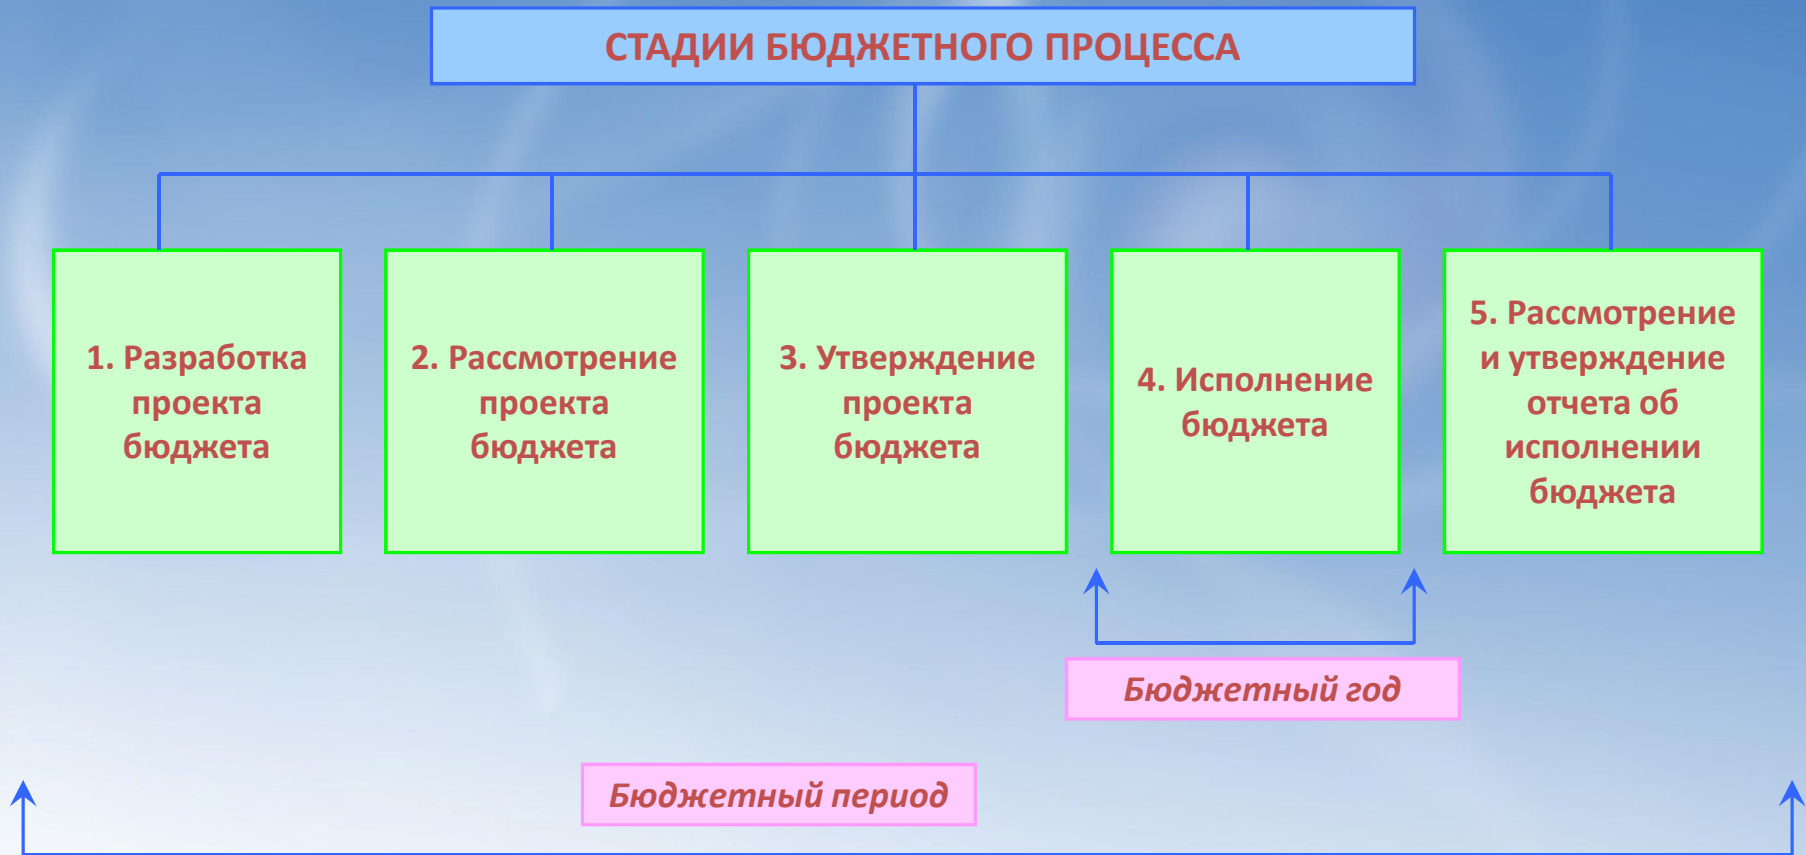 СТАДИИ БЮДЖЕТНОГО ПРОЦЕССА
1. Разработка
проекта
бюджета
2. Рассмотрение
проекта
бюджета
3. Утверждение
проекта
бюджета
4. Исполнение
бюджета
5. Рассмотрение
и утверждение
отчета об
исполнении
бюджета
Бюджетный год
Бюджетный период